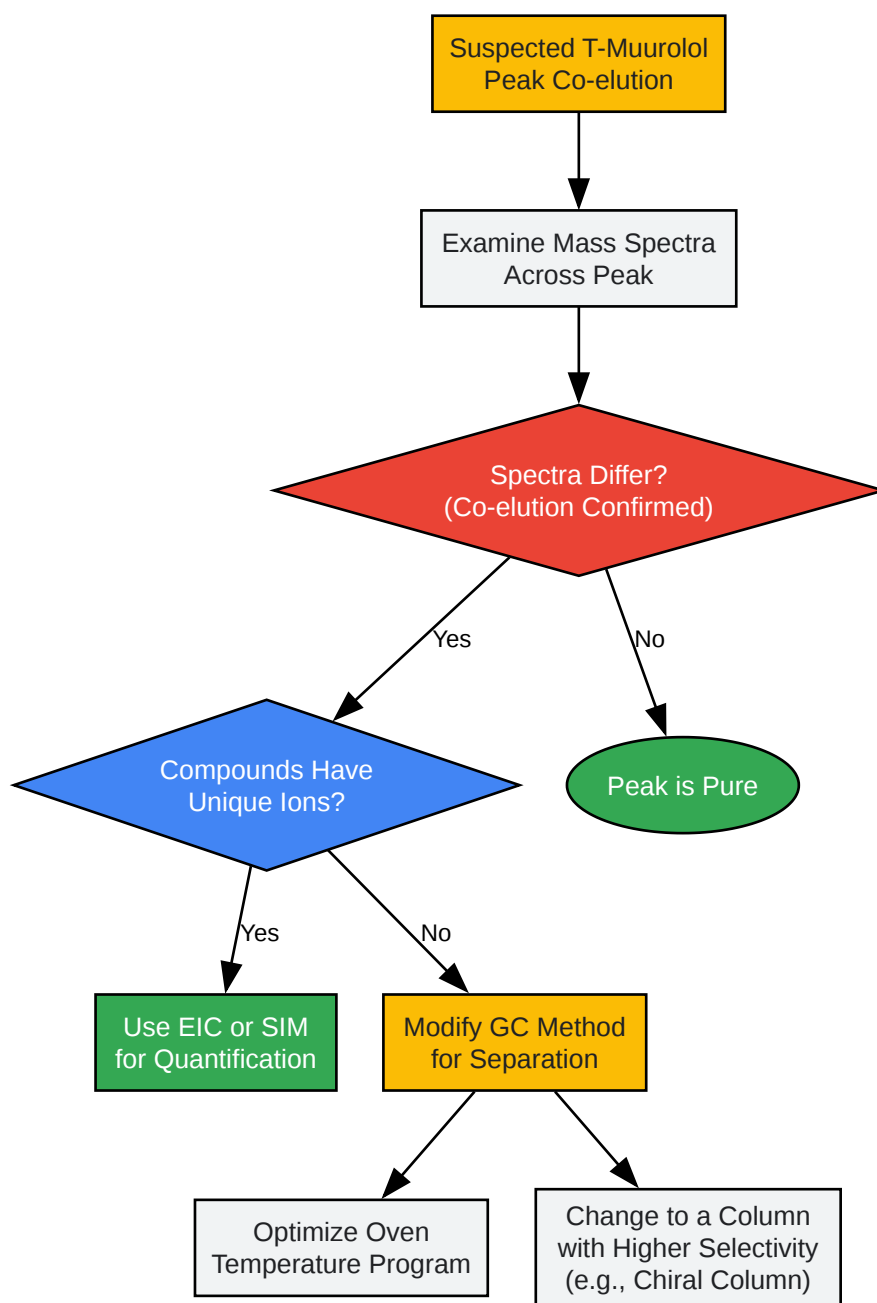 Suspected T-Muurolol
Peak Co-elution
Examine Mass Spectra
Across Peak
Spectra Differ?
(Co-elution Confirmed)
Yes
No
Compounds Have
Unique Ions?
Peak is Pure
Yes
No
Use EIC or SIM
for Quantification
Modify GC Method
for Separation
Optimize Oven
Temperature Program
Change to a Column
with Higher Selectivity
(e.g., Chiral Column)